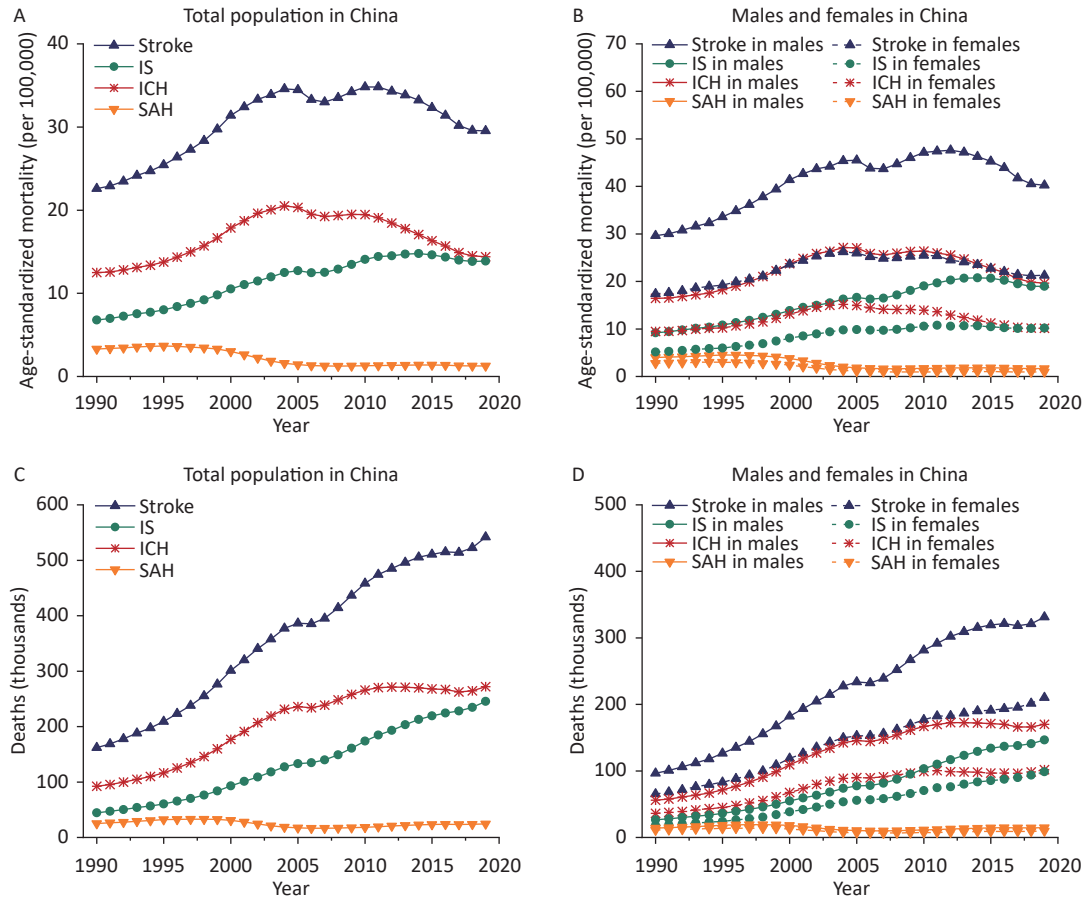 A
Total population in China
Age-standardized mortality (per 100,000)
40
30
20
10
0
Stroke
IS
ICH
SAH
1990 1995 2000 2005 2010 2015 2020
Year
B
Males and females in China
Age-standardized mortality (per 100,000)
70
60
50
40
30
20
10
0
Stroke in males Stroke in females
IS in males IS in females
ICH in males ICH in females
SAH in males SAH in females
1990 1995 2000 2005 2010 2015 2020
Year
C
Total population in China
Deaths (thousands)
600
500
400
300
200
100
0
Stroke
IS
ICH
SAH
1990 1995 2000 2005 2010 2015 2020
Year
D
Males and females in China
Deaths (thousands)
500
400
300
200
100
0
Stroke in males Stroke in females
IS in males IS in females
ICH in males ICH in females
SAH in males SAH in females
1990 1995 2000 2005 2010 2015 2020
Year